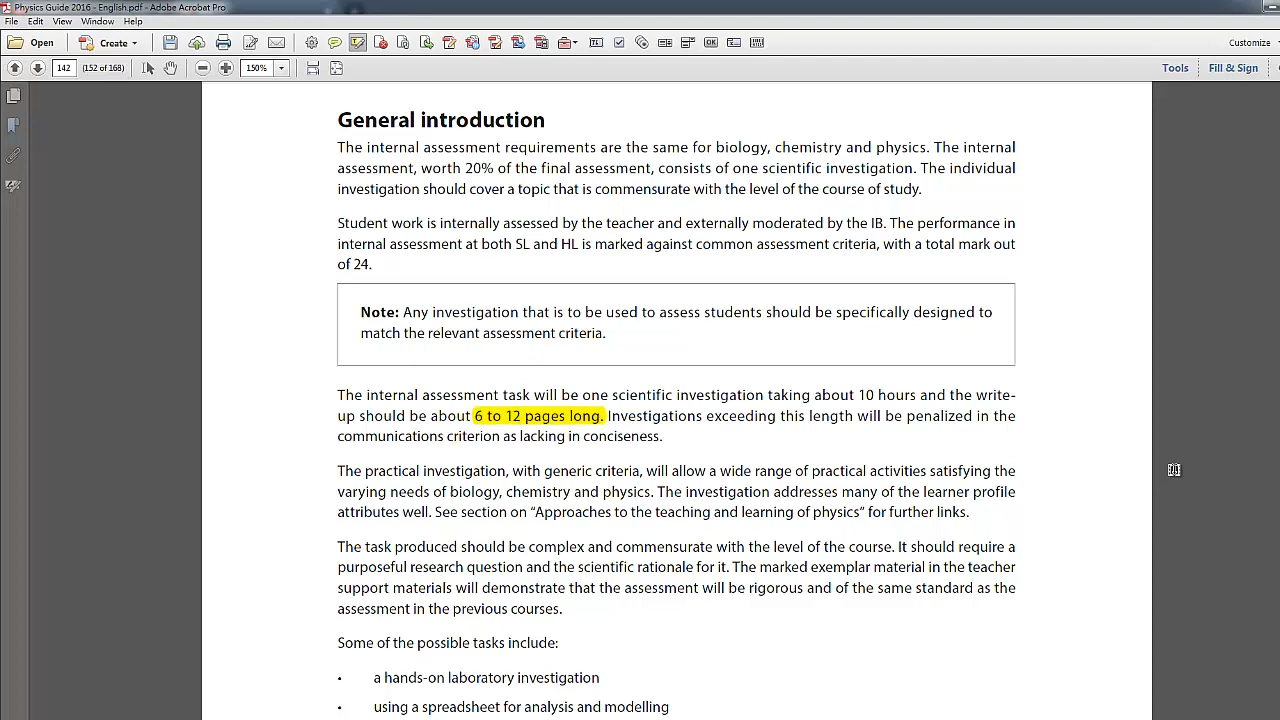 Physics Guide 2016 - English.pdf - Adobe Acrobat Pro
File Edit View Window Help
Open Create Customize
142 (152 of 168) 150% Tools Fill & Sign
General introduction
The internal assessment requirements are the same for biology, chemistry and physics. The internal
assessment, worth 20% of the final assessment, consists of one scientific investigation. The individual
investigation should cover a topic that is commensurate with the level of the course of study.
Student work is internally assessed by the teacher and externally moderated by the IB. The performance in
internal assessment at both SL and HL is marked against common assessment criteria, with a total mark out
of 24.
Note: Any investigation that is to be used to assess students should be specifically designed to
match the relevant assessment criteria.
The internal assessment task will be one scientific investigation taking about 10 hours and the write-
up should be about 6 to 12 pages long. Investigations exceeding this length will be penalized in the
communications criterion as lacking in conciseness.
The practical investigation, with generic criteria, will allow a wide range of practical activities satisfying the
varying needs of biology, chemistry and physics. The investigation addresses many of the learner profile
attributes well. See section on “Approaches to the teaching and learning of physics” for further links.
The task produced should be complex and commensurate with the level of the course. It should require a
purposeful research question and the scientific rationale for it. The marked exemplar material in the teacher
support materials will demonstrate that the assessment will be rigorous and of the same standard as the
assessment in the previous courses.
Some of the possible tasks include:
• a hands-on laboratory investigation
• using a spreadsheet for analysis and modelling